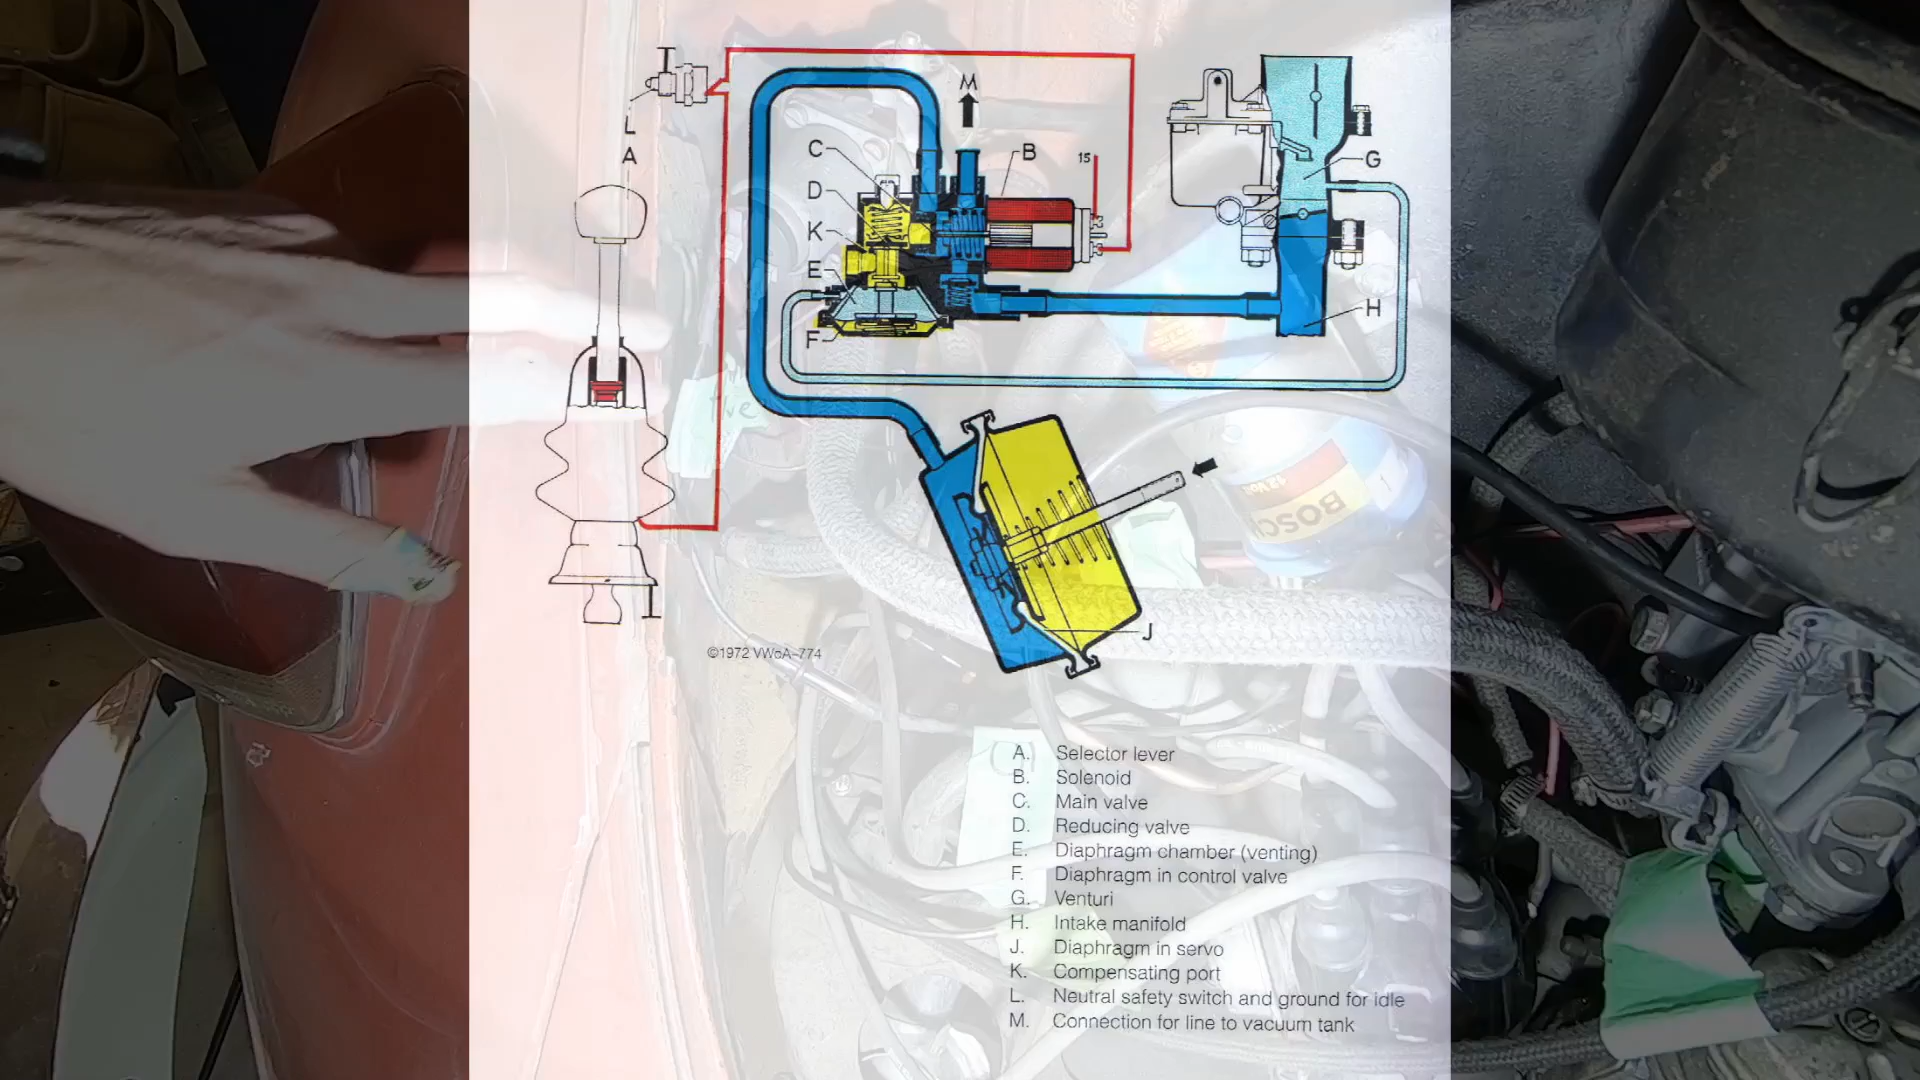 M
C
B
15
L
A
D
G
K
E
F
H
J
©1972 VWoA-774
BOSCH
12 Volt
A. Selector lever
B. Solenoid
C. Main valve
D. Reducing valve
E. Diaphragm chamber (venting)
F. Diaphragm in control valve
G. Venturi
H. Intake manifold
J. Diaphragm in servo
K. Compensating port
L. Neutral safety switch and ground for idle
M. Connection for line to vacuum tank